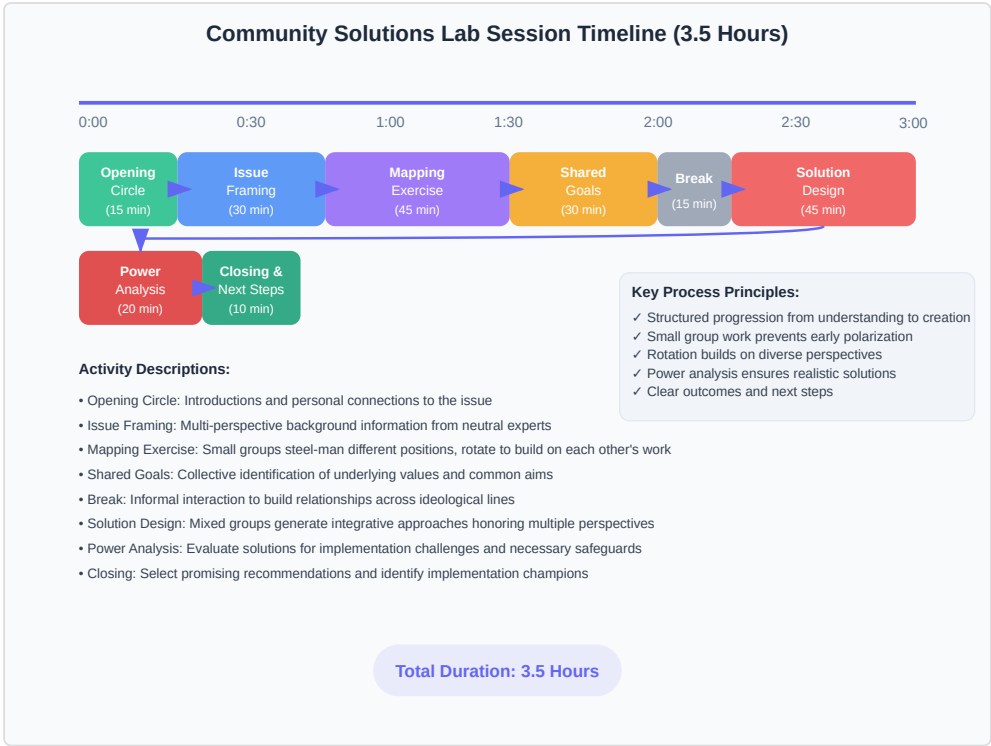 Community Solutions Lab Session Timeline (3.5 Hours)
0:00 0:30 1:00 1:30 2:00 2:30 3:00
Opening
Circle
(15 min)
Issue
Framing
(30 min)
Mapping
Exercise
(45 min)
Shared
Goals
(30 min)
Break
(15 min)
Solution
Design
(45 min)
Power
Analysis
(20 min)
Closing &
Next Steps
(10 min)
Key Process Principles:
✓ Structured progression from understanding to creation
✓ Small group work prevents early polarization
✓ Rotation builds on diverse perspectives
✓ Power analysis ensures realistic solutions
✓ Clear outcomes and next steps
Activity Descriptions:
• Opening Circle: Introductions and personal connections to the issue
• Issue Framing: Multi-perspective background information from neutral experts
• Mapping Exercise: Small groups steel-man different positions, rotate to build on each other's work
• Shared Goals: Collective identification of underlying values and common aims
• Break: Informal interaction to build relationships across ideological lines
• Solution Design: Mixed groups generate integrative approaches honoring multiple perspectives
• Power Analysis: Evaluate solutions for implementation challenges and necessary safeguards
• Closing: Select promising recommendations and identify implementation champions
Total Duration: 3.5 Hours